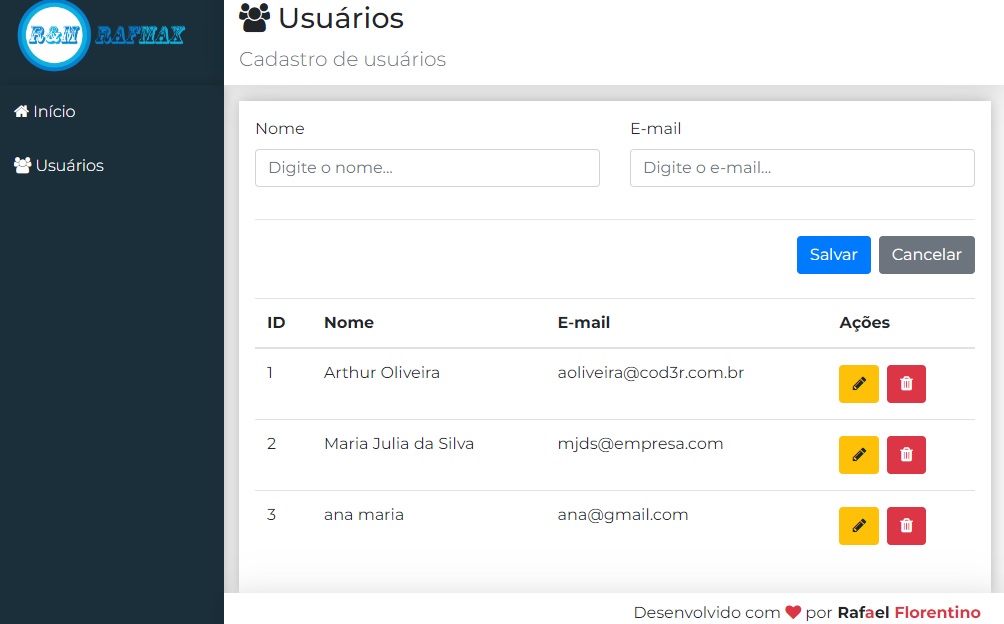 R&M RAFMAX
Usuários
Cadastro de usuários
Início
Usuários
Nome E-mail
Digite o nome... Digite o e-mail...
Salvar Cancelar
ID Nome E-mail Ações
1 Arthur Oliveira aoliveira@cod3r.com.br
2 Maria Julia da Silva mjds@empresa.com
3 ana maria ana@gmail.com
Desenvolvido com por Rafael Florentino